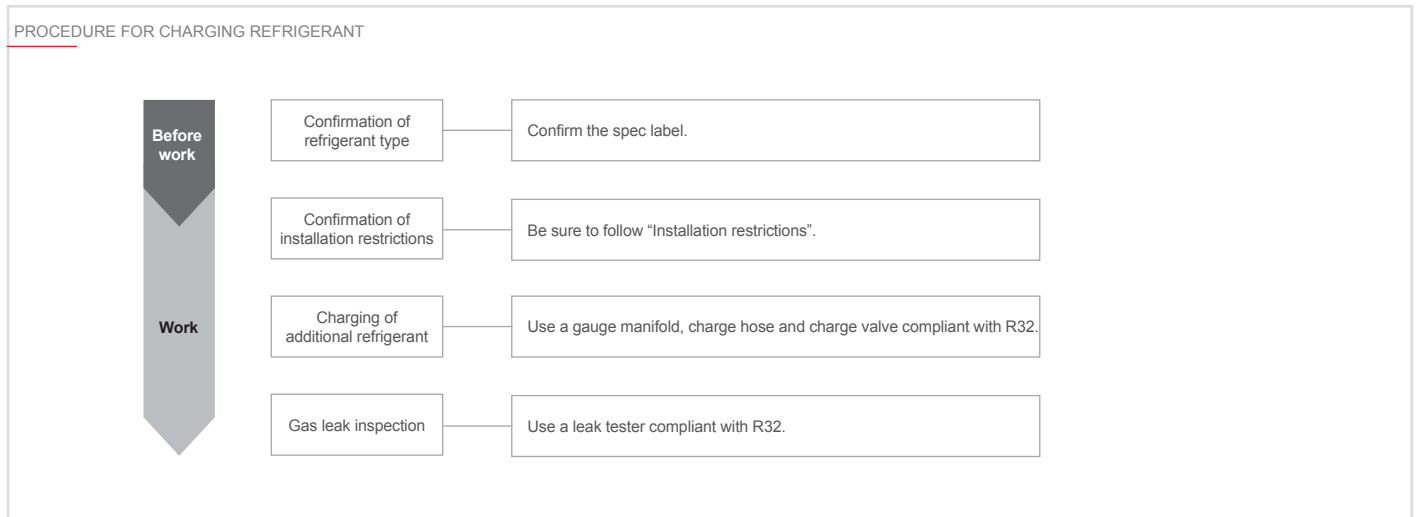 PROCEDURE FOR CHARGING REFRIGERANT
Before
work
Confirmation of
refrigerant type
Confirm the spec label.
Confirmation of
installation restrictions
Be sure to follow “Installation restrictions”.
Work
Charging of
additional refrigerant
Use a gauge manifold, charge hose and charge valve compliant with R32.
Gas leak inspection
Use a leak tester compliant with R32.